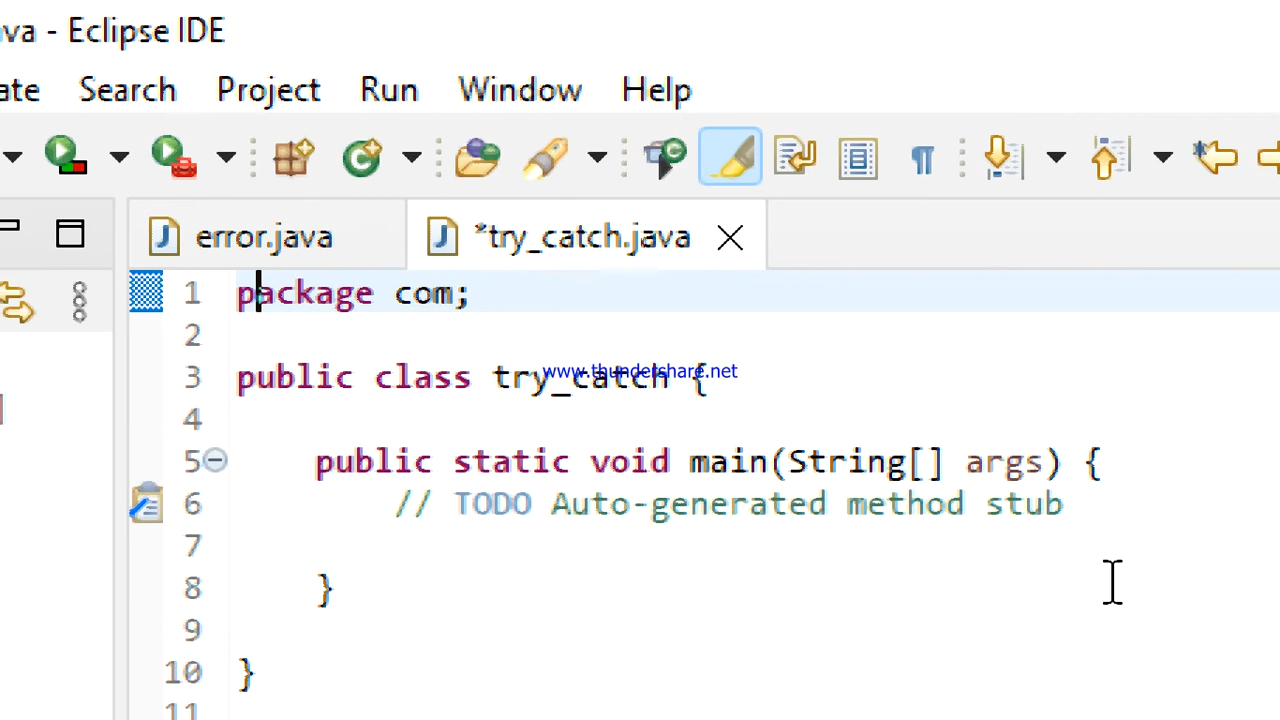 ava - Eclipse IDE
ate Search Project Run Window Help
error.java *try_catch.java
1 package com;
2
3 public class try_catch {
www.thundershare.net
4
5 public static void main(String[] args) {
6 // TODO Auto-generated method stub
7
8 }
9
10 }
11